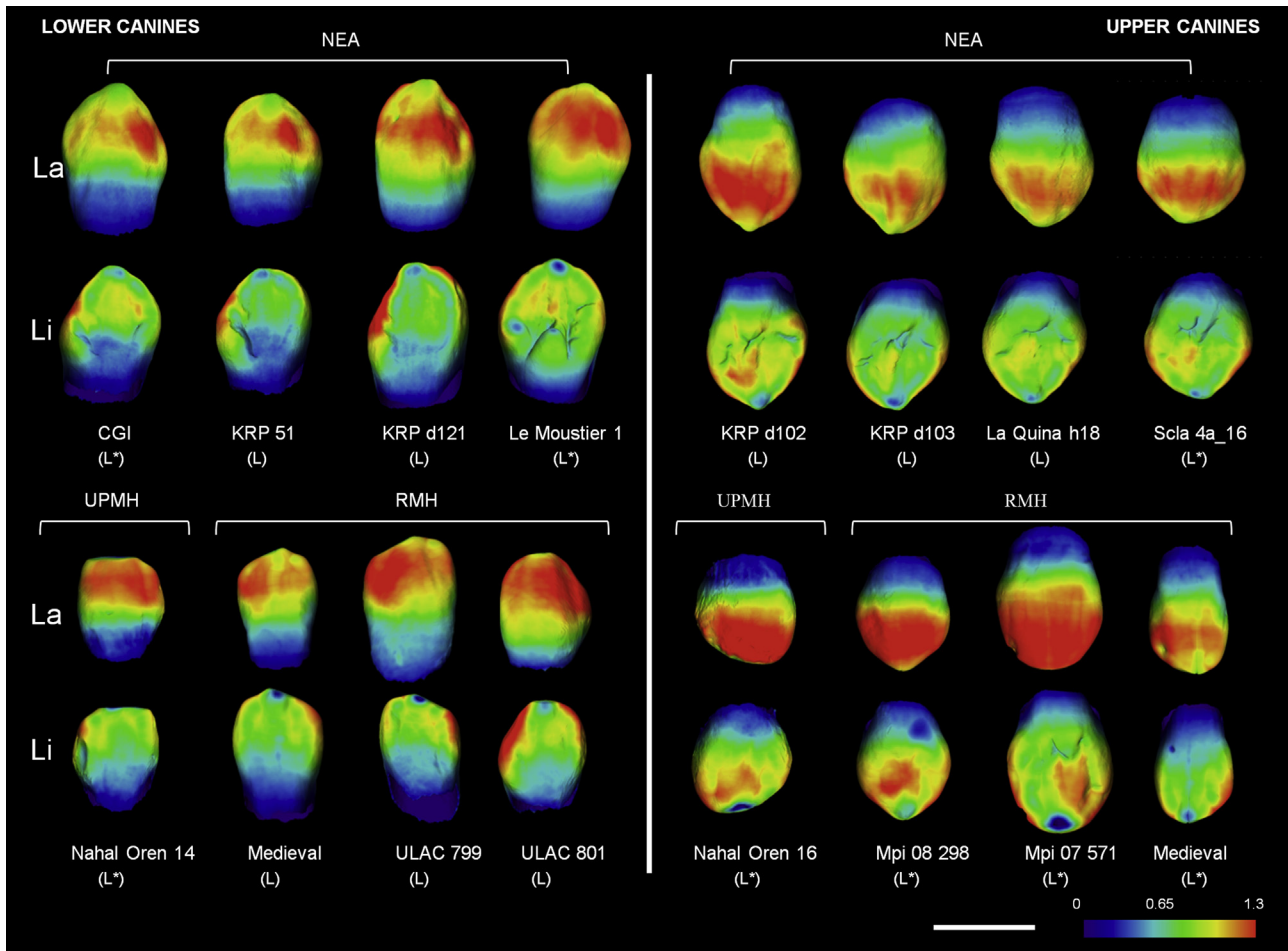 LOWER CANINES
UPPER CANINES
NEA
NEA
La
Li
CGI
KRP 51
KRP d121
Le Moustier 1
KRP d102
KRP d103
La Quina h18
Scla 4a_16
(L*)
(L)
(L)
(L*)
(L)
(L)
(L)
(L*)
UPMH
RMH
UPMH
RMH
La
Li
Nahal Oren 14
Medieval
ULAC 799
ULAC 801
Nahal Oren 16
Mpi 08 298
Mpi 07 571
Medieval
(L*)
(L)
(L)
(L)
(L*)
(L*)
(L*)
(L*)
0
0.65
1.3